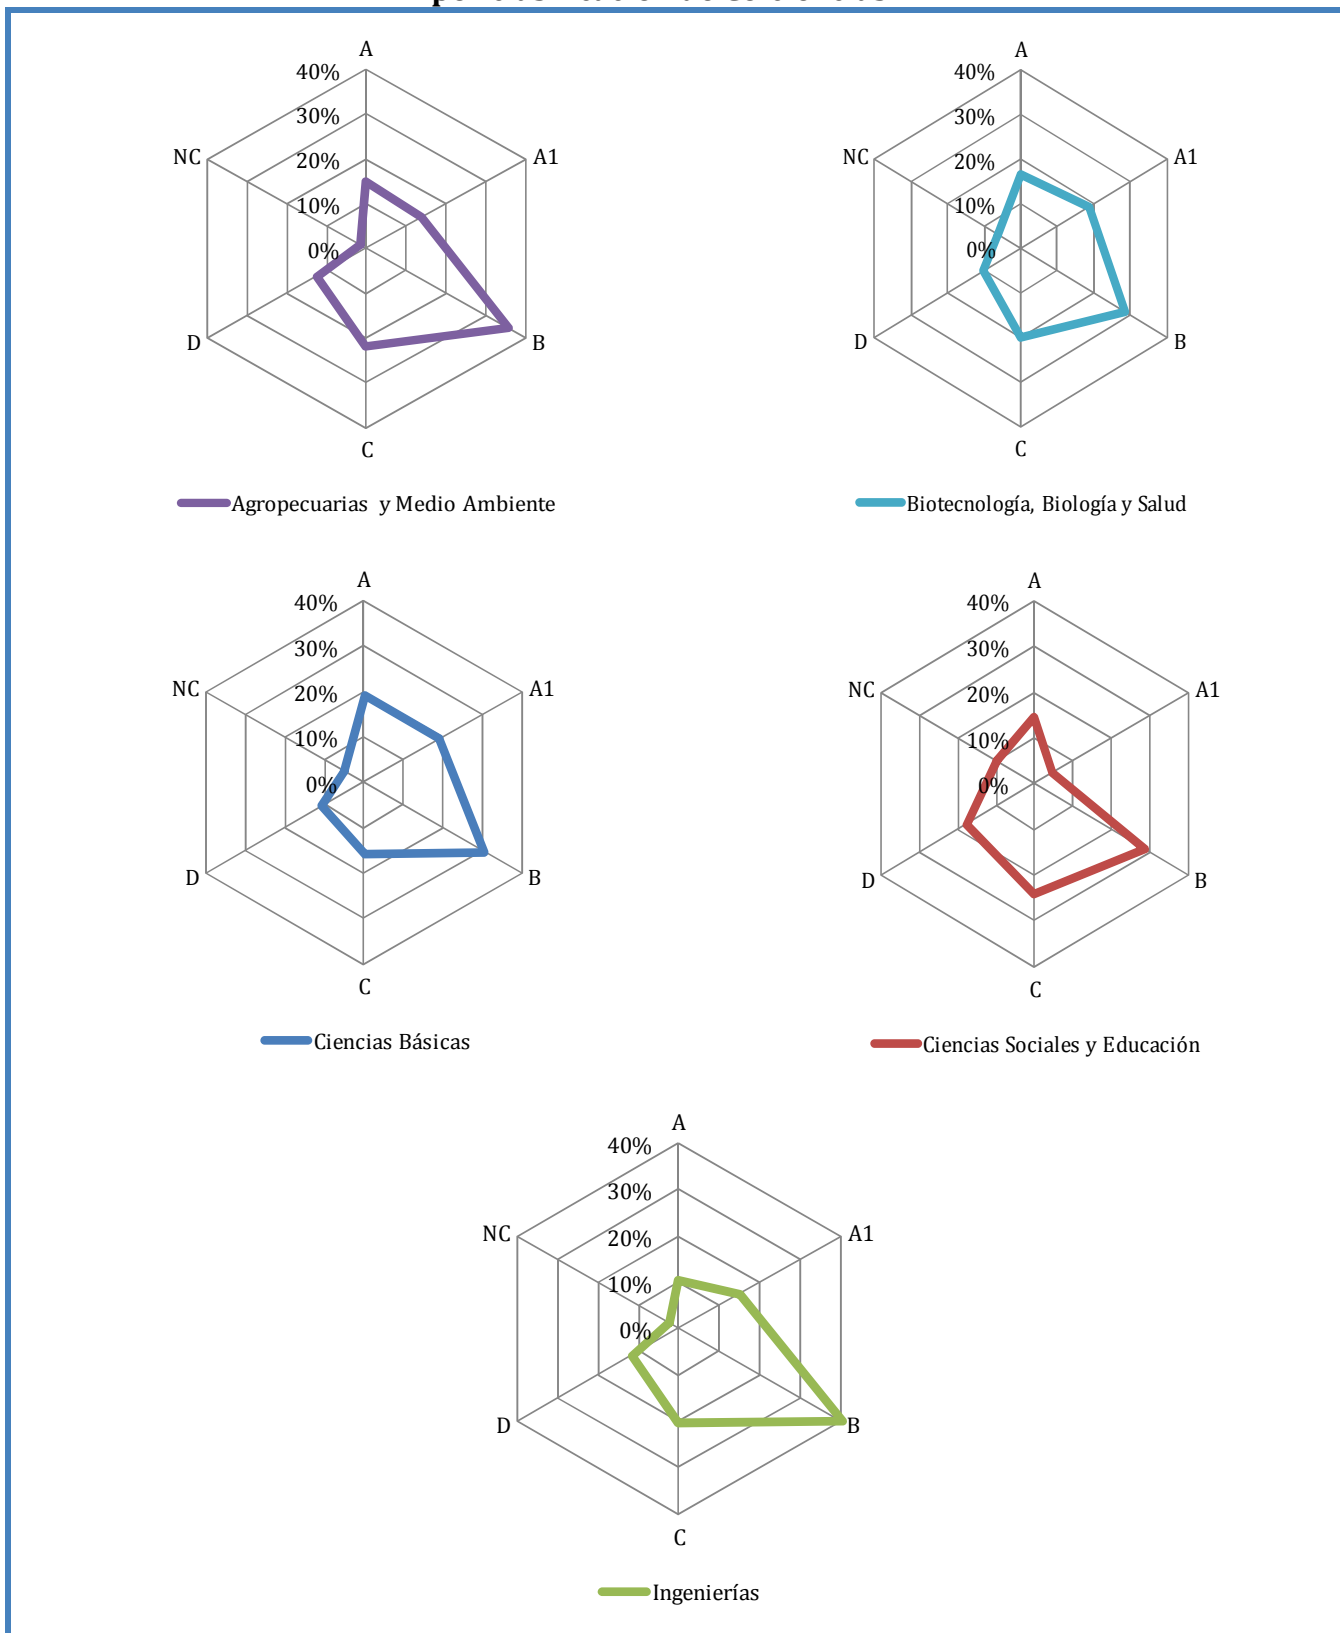 A
40%
30%
20%
10%
0%
NC
A1
D
B
C
Agropecuarias y Medio Ambiente
A
40%
30%
20%
10%
0%
NC
A1
D
B
C
Biotecnología, Biología y Salud
A
40%
30%
20%
10%
0%
NC
A1
D
B
C
Ciencias Básicas
A
40%
30%
20%
10%
0%
NC
A1
D
B
C
Ciencias Sociales y Educación
A
40%
30%
20%
10%
0%
NC
A1
D
B
C
Ingenierías